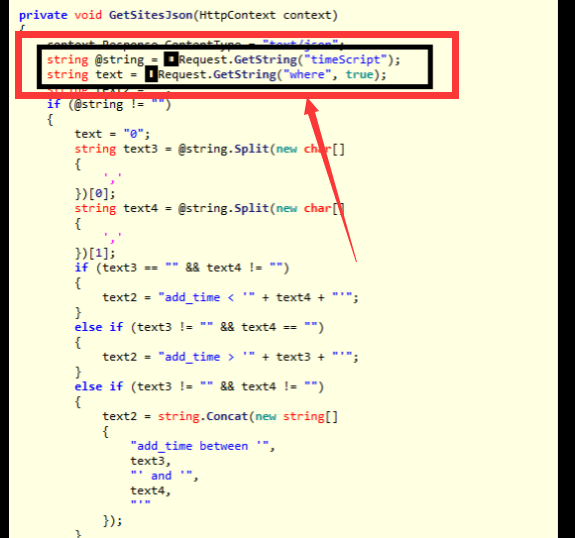 private void GetSitesJson(HttpContext context)
{
context.Response.ContentType = "text/json";
string @string = Request.GetString("timeScript");
string text = Request.GetString("where", true);
string text2 =
if (@string != "")
{
text = "0";
string text3 = @string.Split(new char[]
{
','
})[0];
string text4 = @string.Split(new char[]
{
','
})[1];
if (text3 == "" && text4 != "")
{
text2 = "add_time < '" + text4 + "'";
}
else if (text3 != "" && text4 == "")
{
text2 = "add_time > '" + text3 + "'";
}
else if (text3 != "" && text4 != "")
{
text2 = string.Concat(new string[]
{
"add_time between '",
text3,
"' and '",
text4,
"'"
});
}